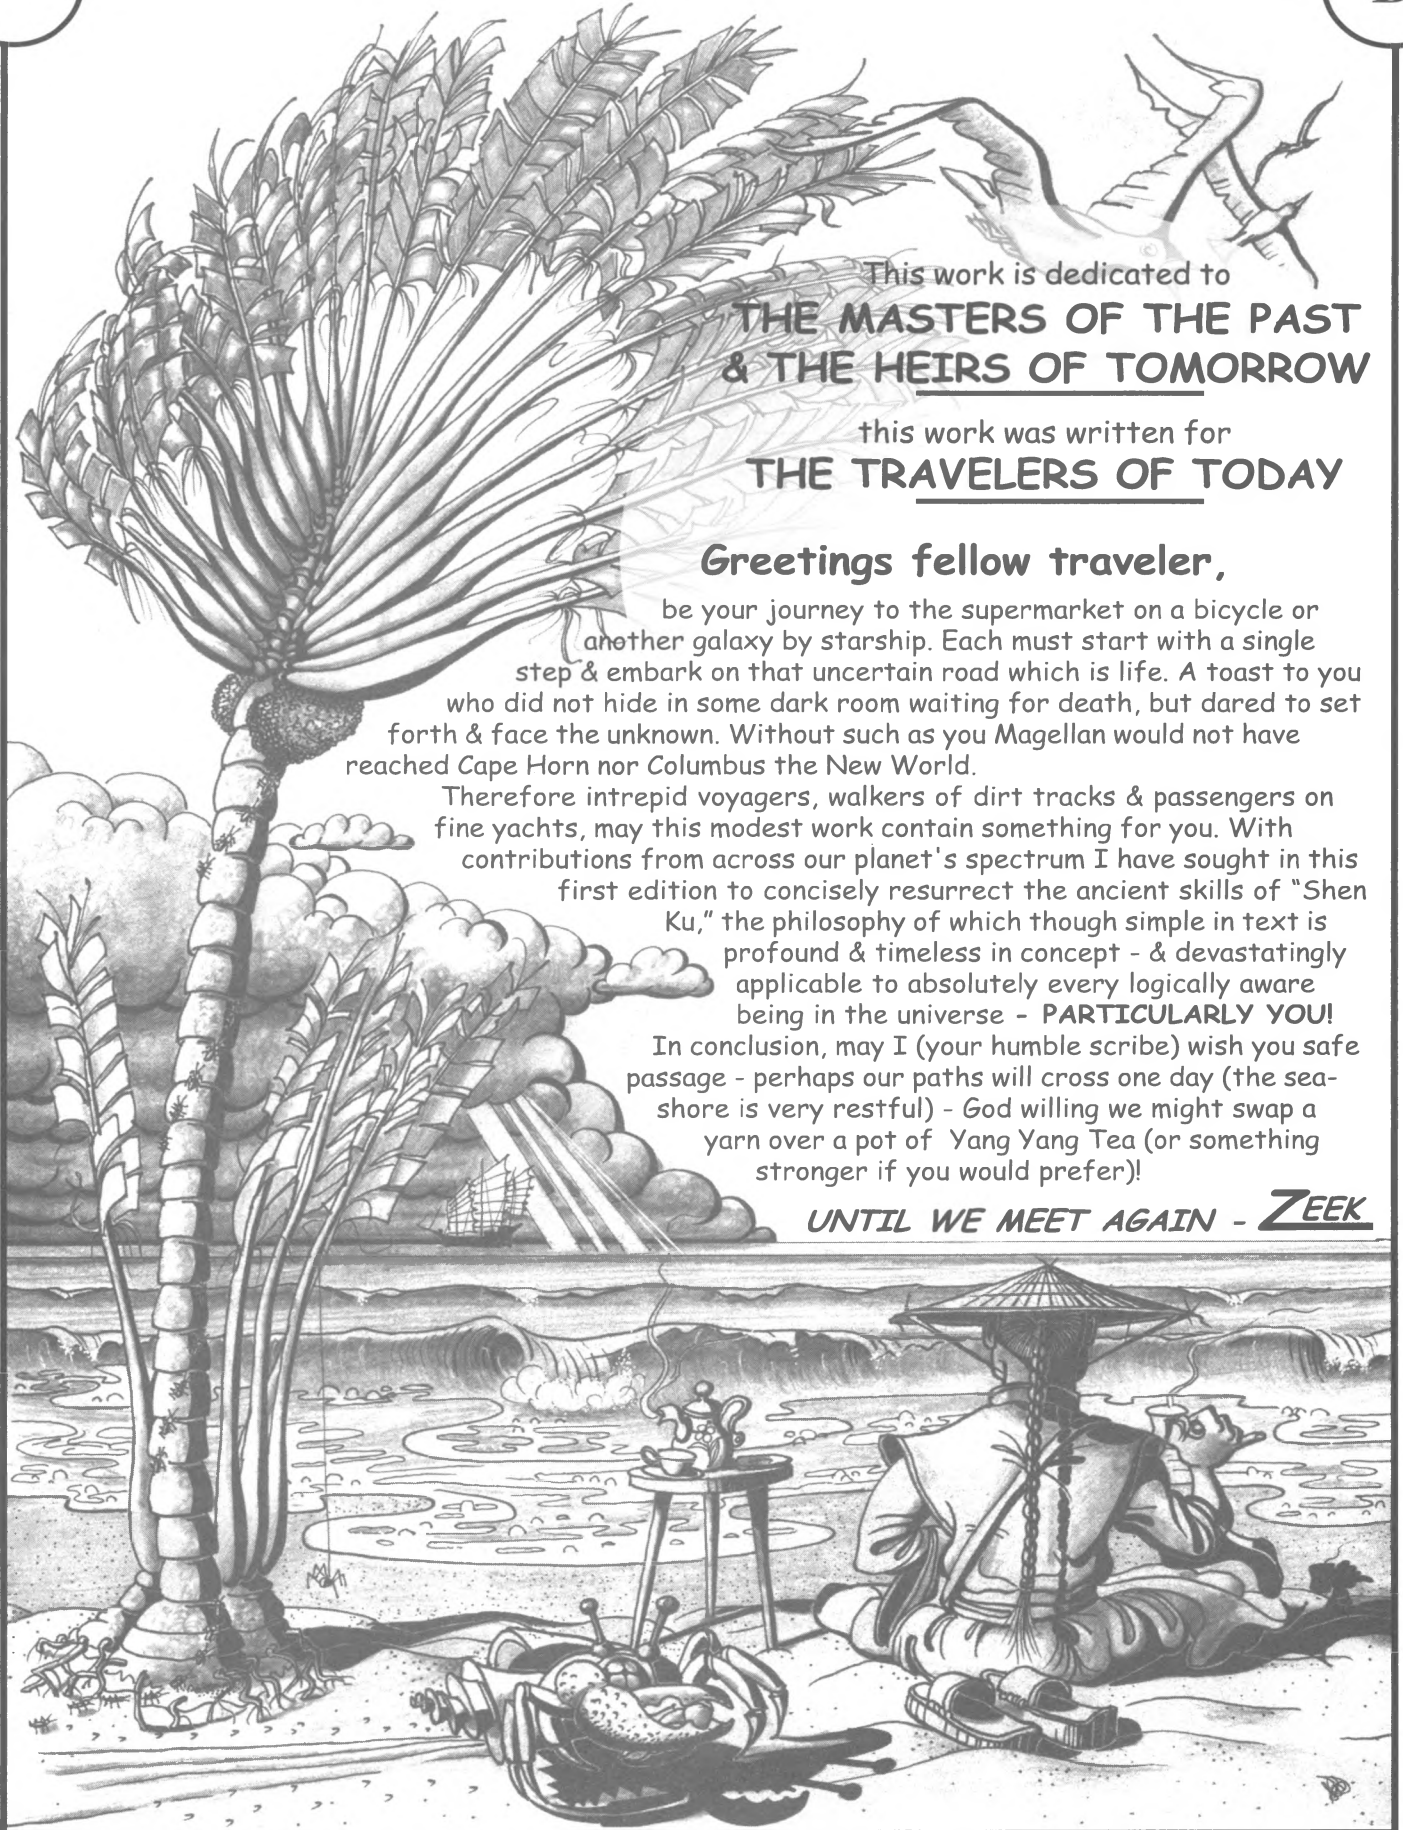 This work is dedicated to
THE MASTERS OF THE PAST
& THE HEIRS OF TOMORROW
this work was written for
THE TRAVELERS OF TODAY
Greetings fellow traveler,
be your journey to the supermarket on a bicycle or
another galaxy by starship. Each must start with a single
step & embark on that uncertain road which is life. A toast to you
who did not hide in some dark room waiting for death, but dared to set
forth & face the unknown. Without such as you Magellan would not have
reached Cape Horn nor Columbus the New World.
Therefore intrepid voyagers, walkers of dirt tracks & passengers on
fine yachts, may this modest work contain something for you. With
contributions from across our planet's spectrum I have sought in this
first edition to concisely resurrect the ancient skills of "Shen
Ku," the philosophy of which though simple in text is
profound & timeless in concept - & devastatingly
applicable to absolutely every logically aware
being in the universe - PARTICULARLY YOU!
In conclusion, may I (your humble scribe) wish you safe
passage - perhaps our paths will cross one day (the sea-
shore is very restful) - God willing we might swap a
yarn over a pot of Yang Yang Tea (or something
stronger if you would prefer)!
UNTIL WE MEET AGAIN - ZEEK